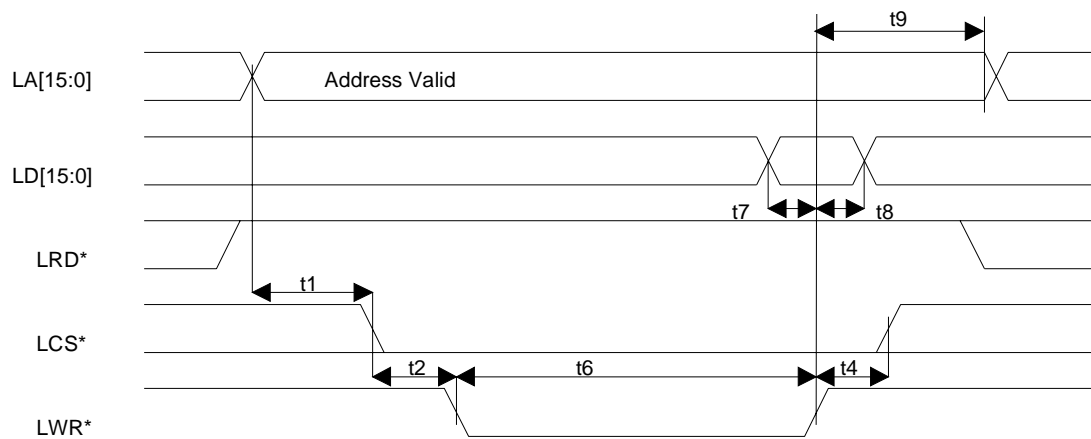 t9
LA[15:0]
Address Valid
LD[15:0]
t7
t8
LRD*
t1
LCS*
t2
t6
t4
LWR*